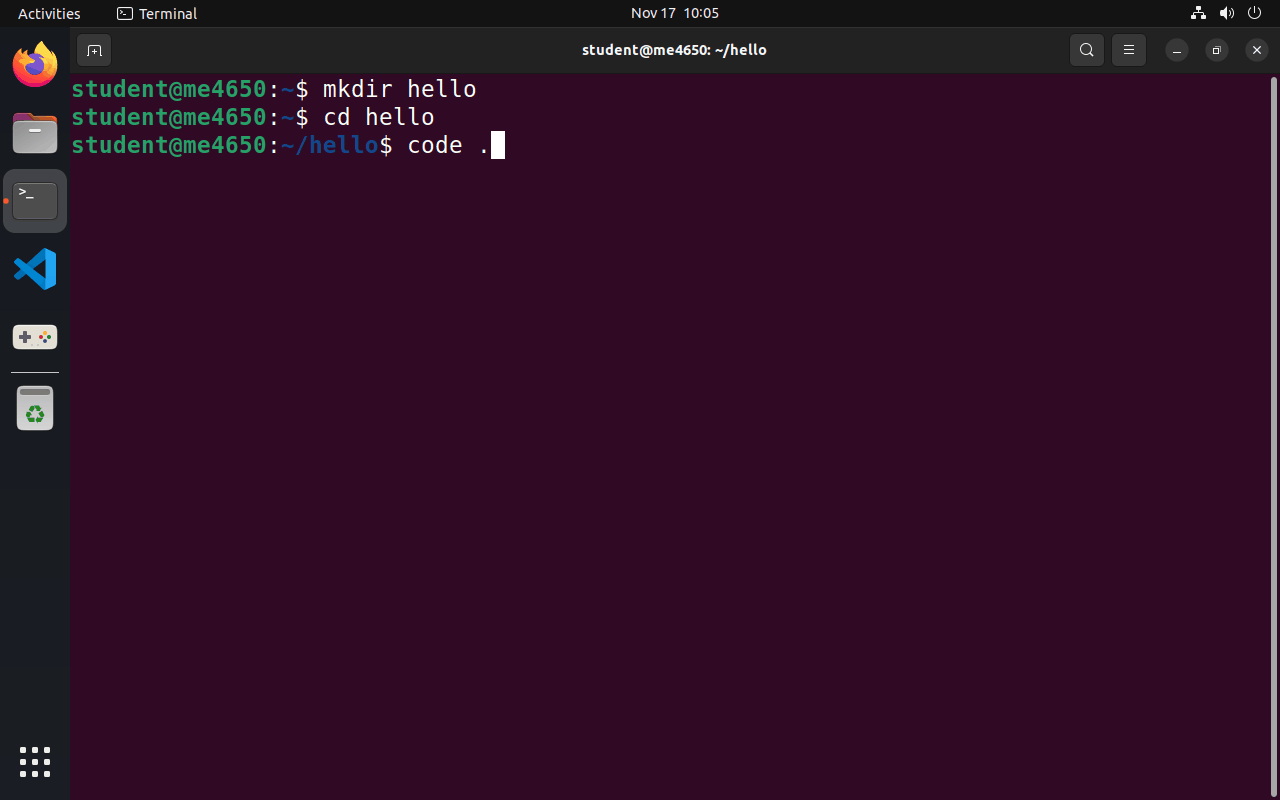 Activities
Terminal
Nov 17 10:05
student@me4650: ~/hello
student@me4650:~$ mkdir hello
student@me4650:~$ cd hello
student@me4650:~/hello$ code .
>_